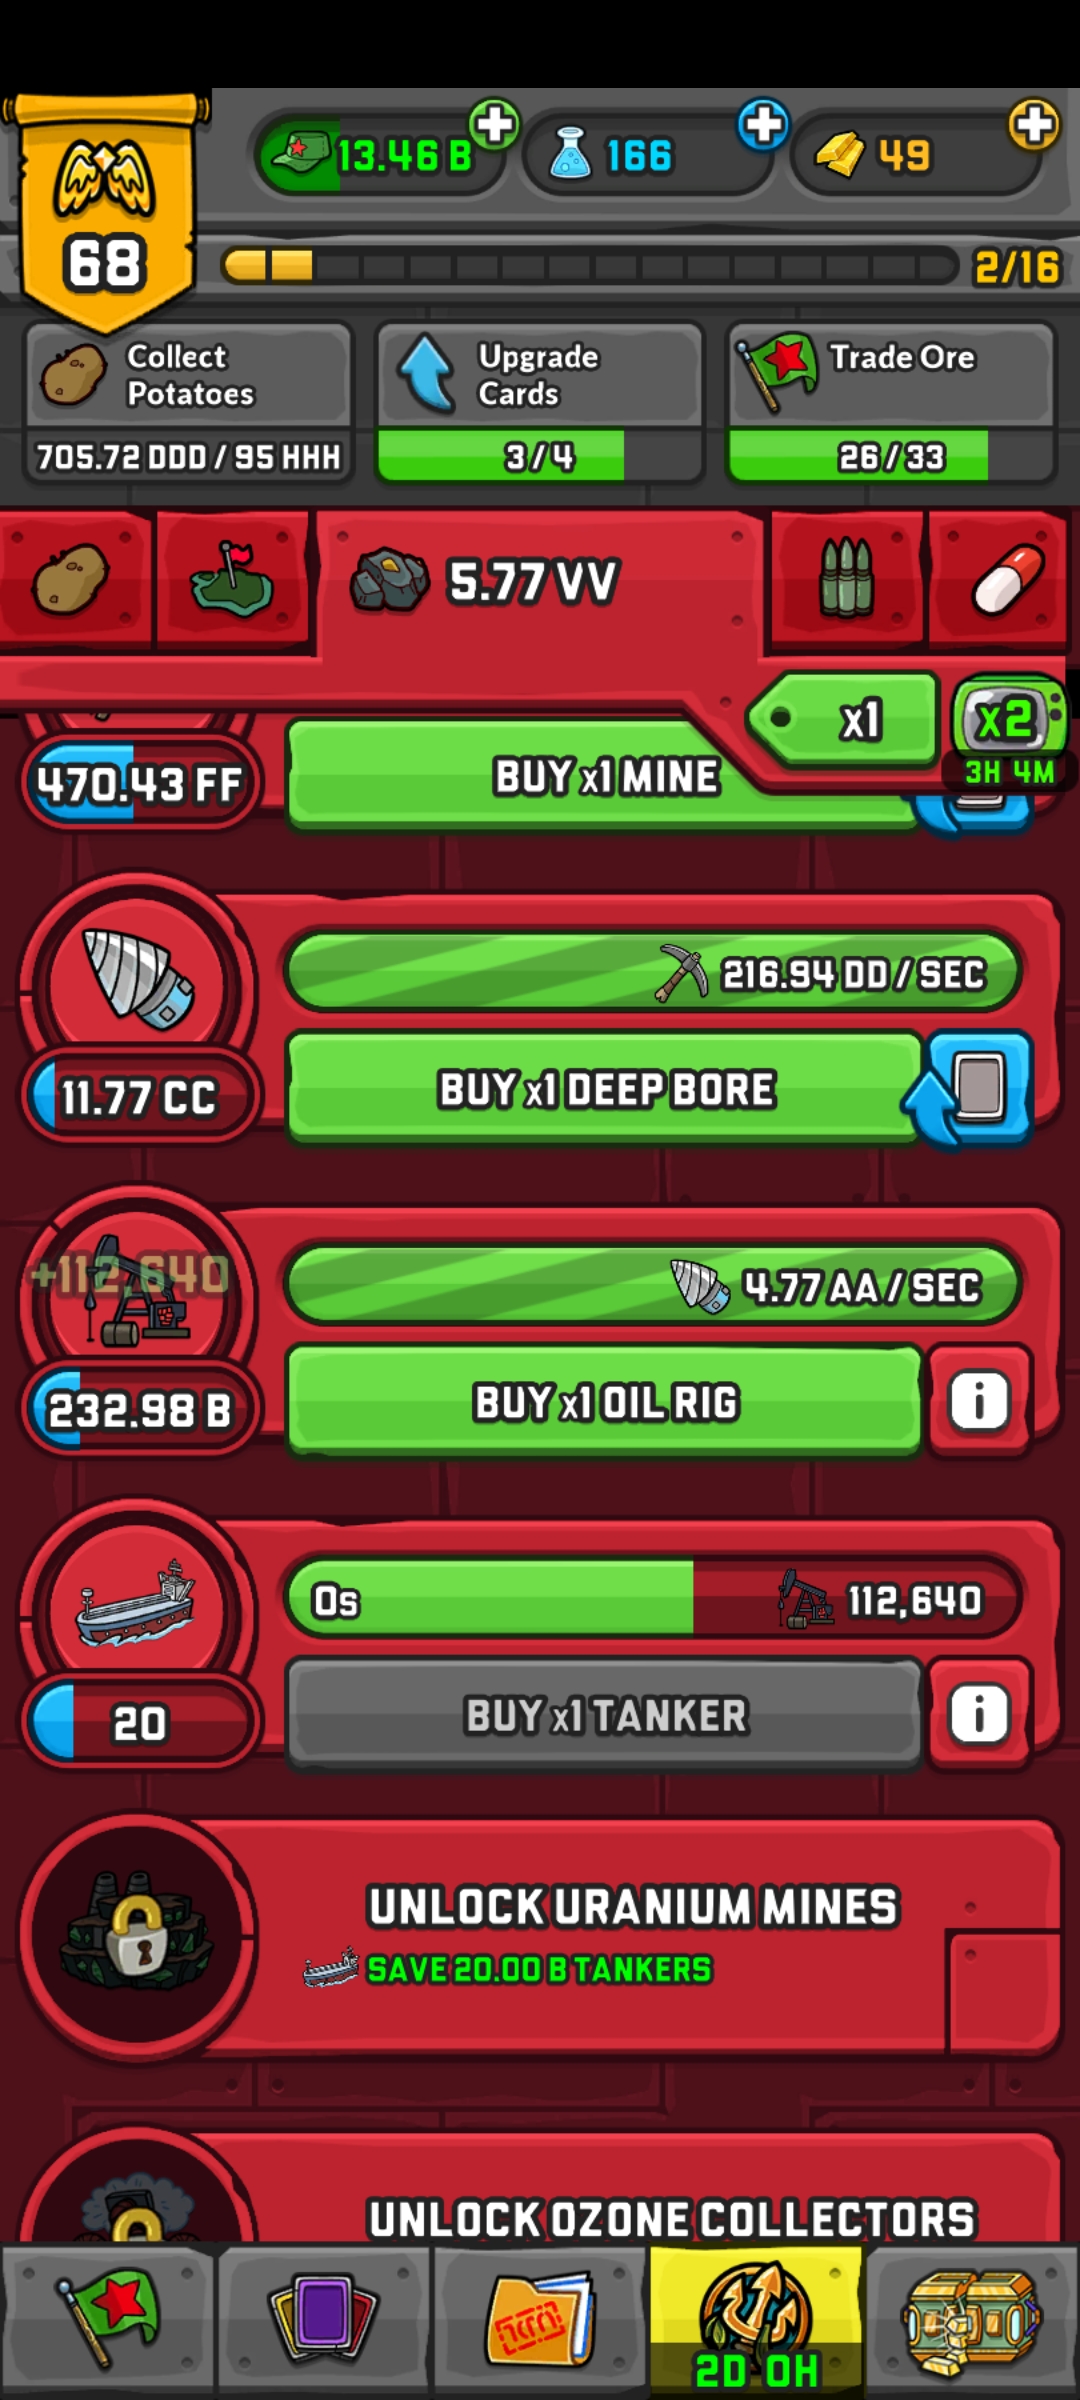 13.46 B
166
49
68
2/16
Collect
Potatoes
705.72 DDD / 95 HHH
Upgrade
Cards
3/4
Trade Ore
26/33
5.77 VV
x1
x2
3H 4M
470.43 FF
BUY x1 MINE
216.94 DD / SEC
11.77 CC
BUY x1 DEEP BORE
+112,640
4.77 AA / SEC
232.98 B
BUY x1 OIL RIG
i
0s
112,640
20
BUY x1 TANKER
i
UNLOCK URANIUM MINES
SAVE 20.00 B TANKERS
UNLOCK OZONE COLLECTORS
2D 0H